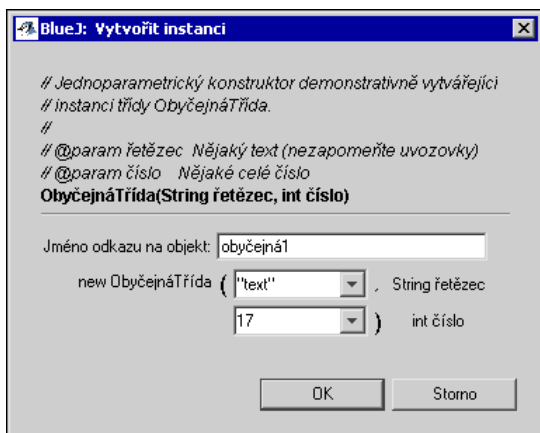 BlueJ: Vytvořit instanci
// Jednoparametrický konstruktor demonstrativně vytvářející
// instanci třídy ObyčejnáTřída.
//
// @param řetězec Nějaký text (nezapomeňte uvozovky)
// @param číslo Nějaké celé číslo
ObyčejnáTřída(String řetězec, int číslo)
Jméno odkazu na objekt: obyčejná1
new ObyčejnáTřída ( "text" , String řetězec
17 ) int číslo
OK Storno